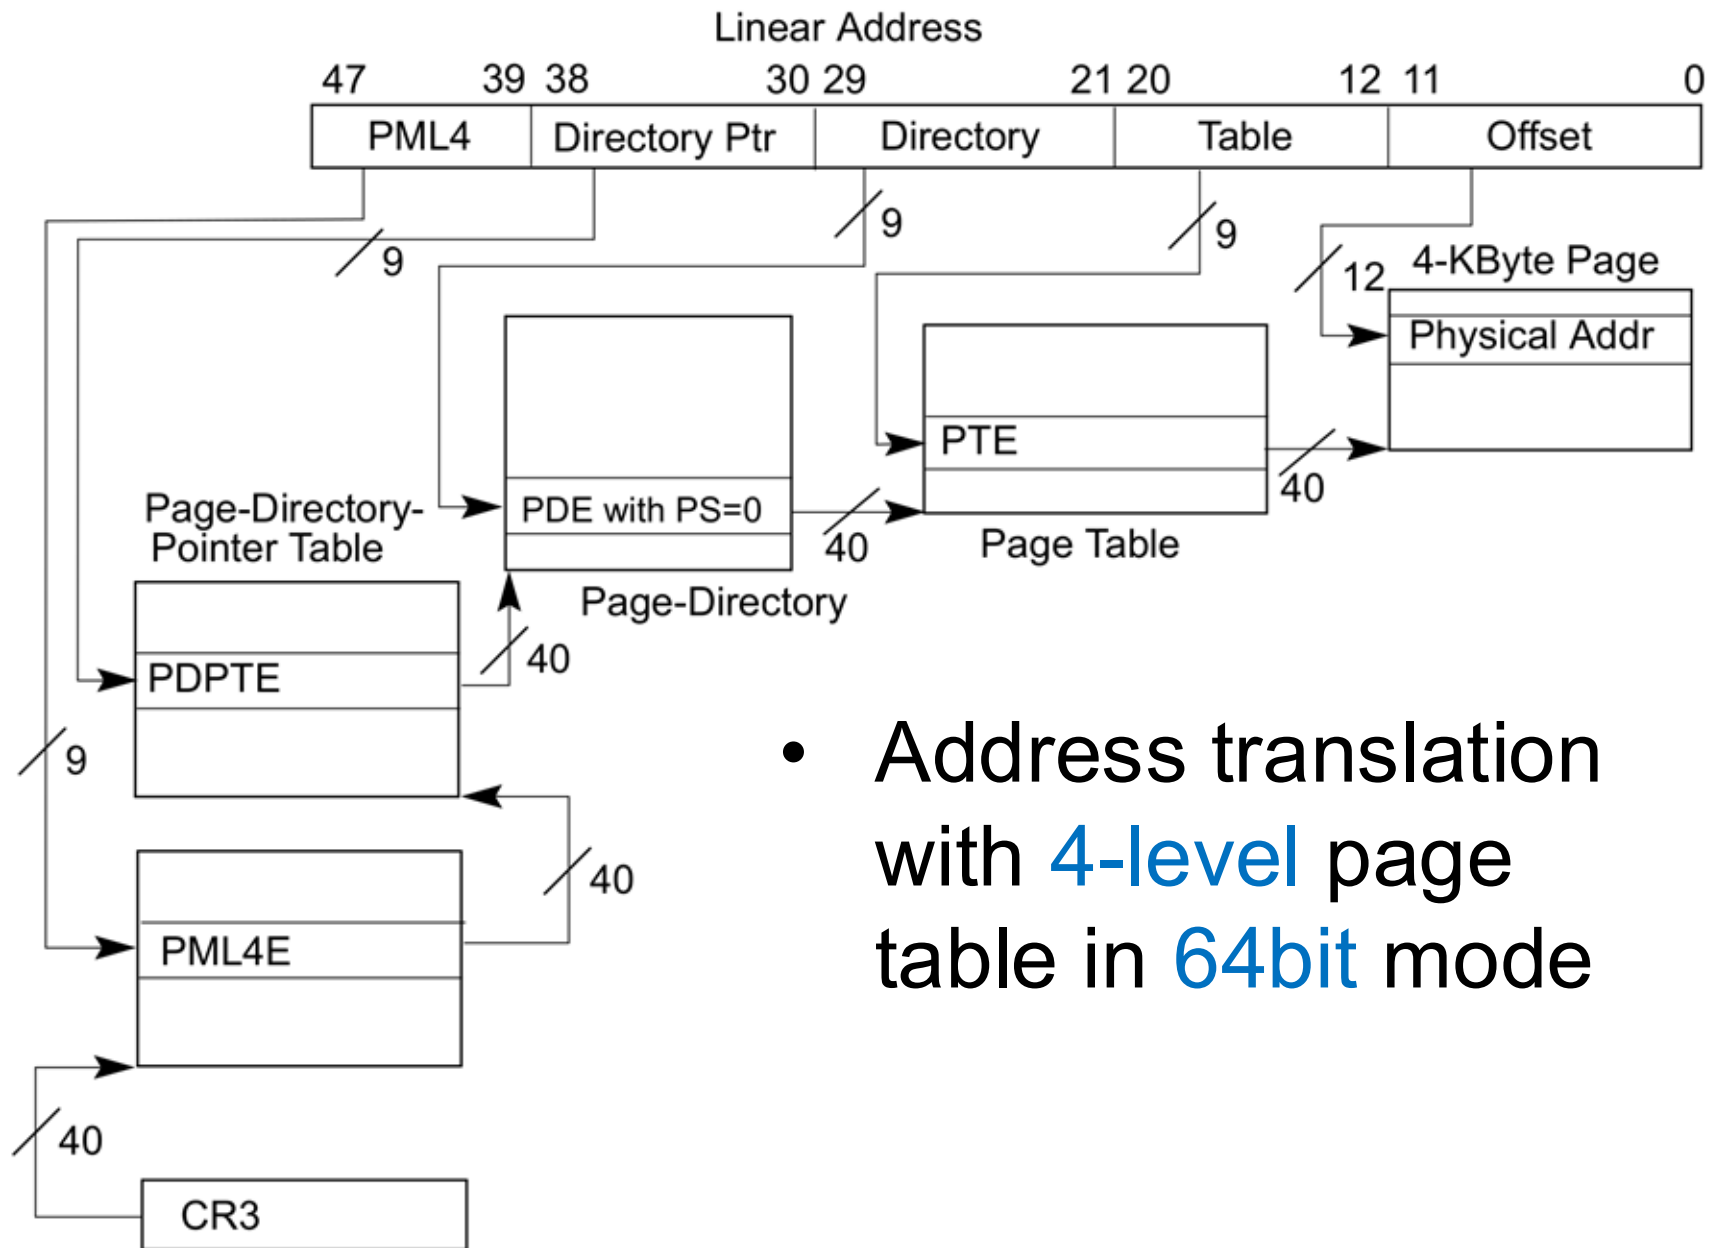 Linear Address
47 39 38 30 29 21 20 12 11 0
PML4 Directory Ptr Directory Table Offset
9 9 9 12
4-KByte Page
Physical Addr
PTE
40
PDE with PS=0
40
Page Table
Page-Directory-
Pointer Table
Page-Directory
PDPTE
40
9
40
PML4E
40
CR3
• Address translation
with 4-level page
table in 64bit mode